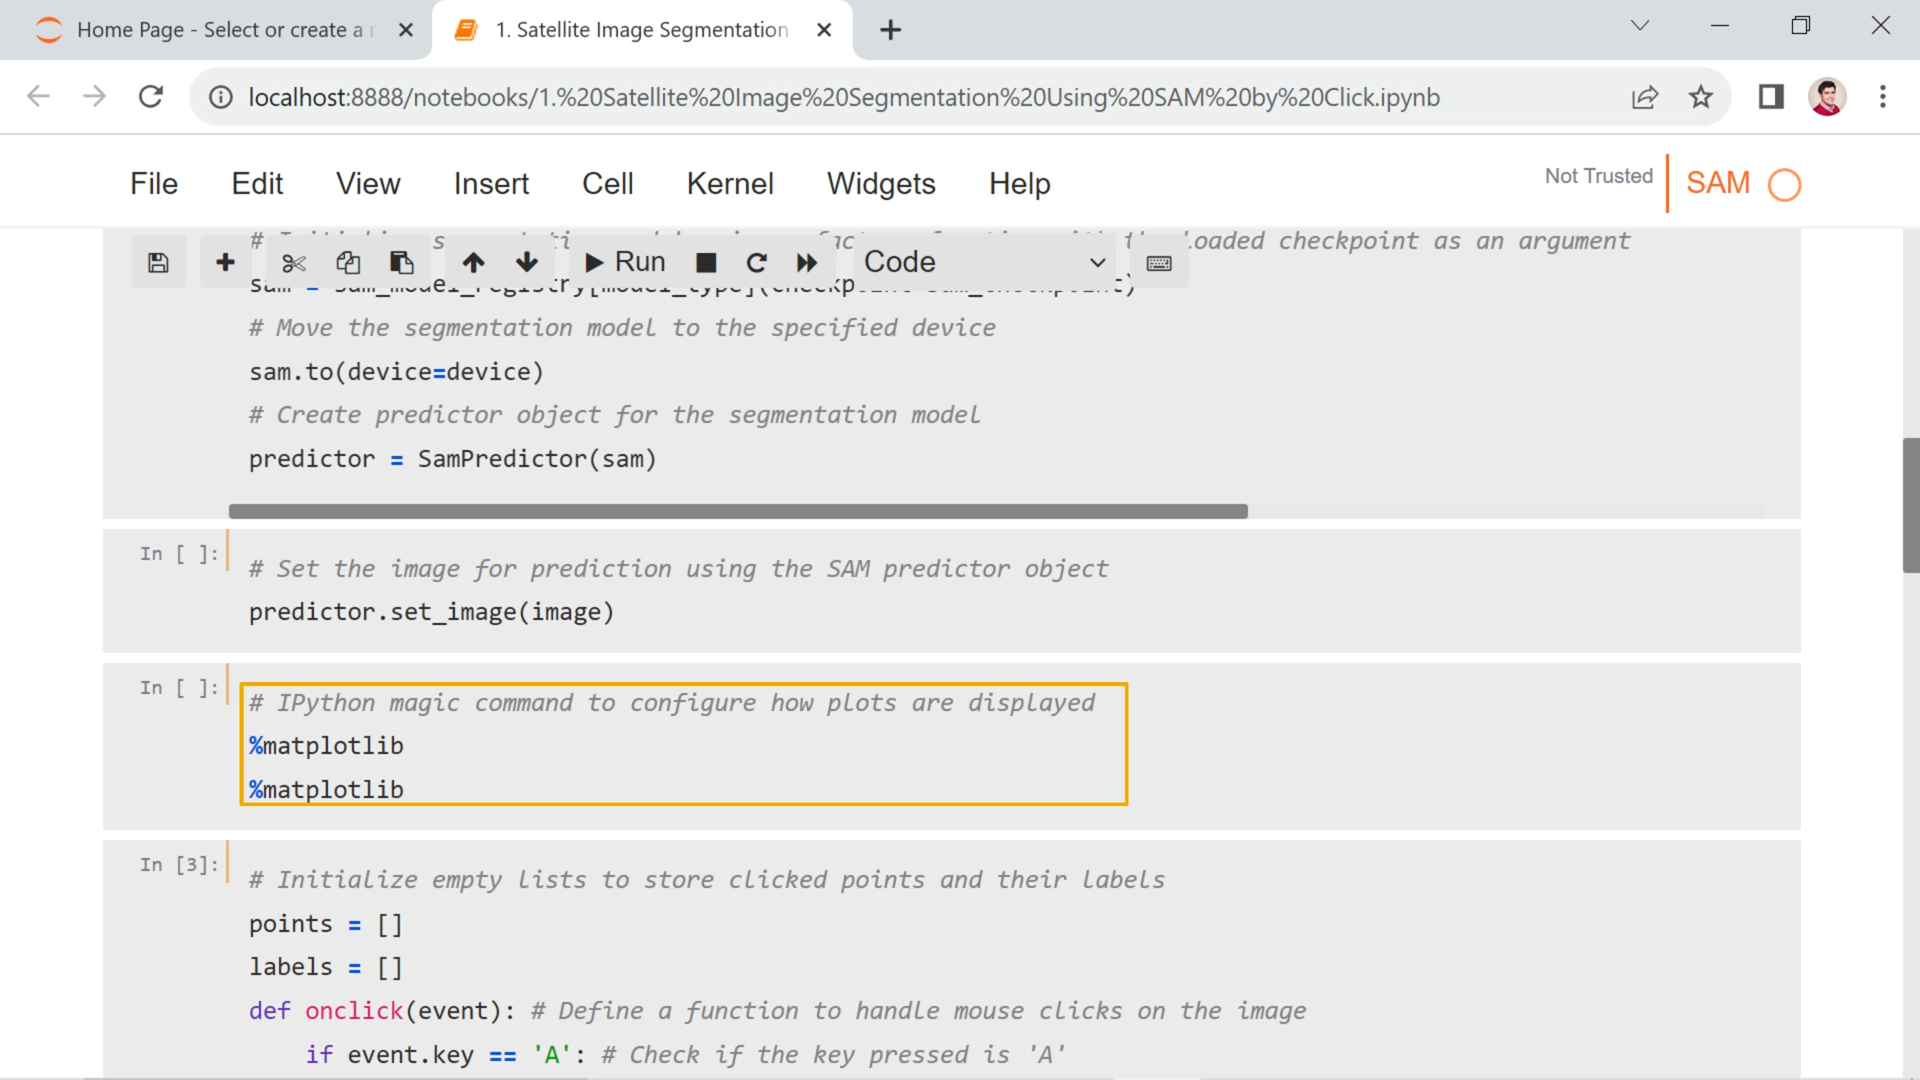 Home Page - Select or create a n
1. Satellite Image Segmentation
localhost:8888/notebooks/1.%20Satellite%20Image%20Segmentation%20Using%20SAM%20by%20Click.ipynb
File Edit View Insert Cell Kernel Widgets Help
Not Trusted
SAM
loaded checkpoint as an argument
Run
Code
# Move the segmentation model to the specified device
sam.to(device=device)
# Create predictor object for the segmentation model
predictor = SamPredictor(sam)
In [ ]:
# Set the image for prediction using the SAM predictor object
predictor.set_image(image)
In [ ]:
# IPython magic command to configure how plots are displayed
%matplotlib
%matplotlib
In [3]:
# Initialize empty lists to store clicked points and their labels
points = []
labels = []
def onclick(event): # Define a function to handle mouse clicks on the image
if event.key == 'A': # Check if the key pressed is 'A'